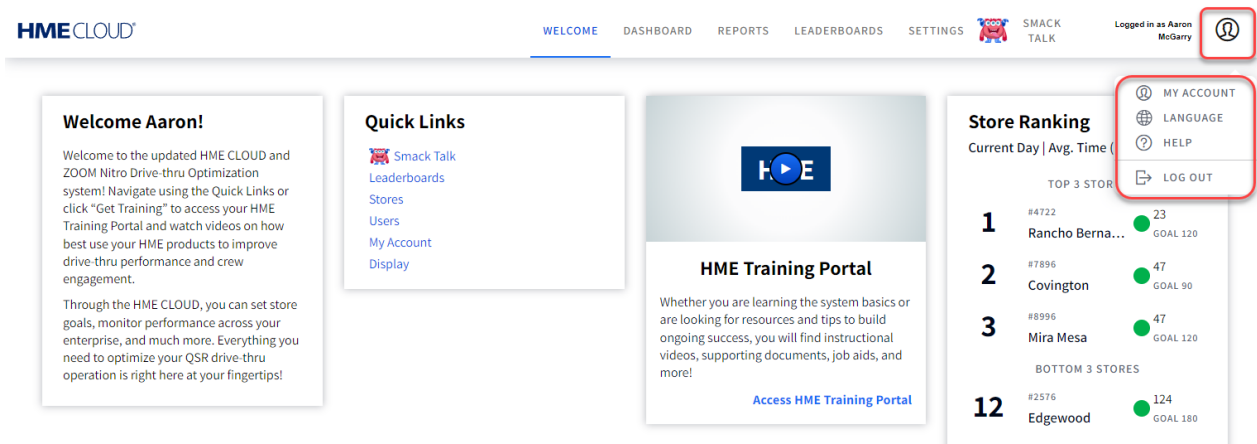 HME CLOUD®
WELCOME
DASHBOARD
REPORTS
LEADERBOARDS
SETTINGS
SMACK
TALK
Logged in as Aaron
McGarry
MY ACCOUNT
LANGUAGE
HELP
LOG OUT
Welcome Aaron!
Welcome to the updated HME CLOUD and
ZOOM Nitro Drive-thru Optimization
system! Navigate using the Quick Links or
click “Get Training” to access your HME
Training Portal and watch videos on how
best use your HME products to improve
drive-thru performance and crew
engagement.
Through the HME CLOUD, you can set store
goals, monitor performance across your
enterprise, and much more. Everything you
need to optimize your QSR drive-thru
operation is right here at your fingertips!
Quick Links
Smack Talk
Leaderboards
Stores
Users
My Account
Display
HME Training Portal
Whether you are learning the system basics or
are looking for resources and tips to build
ongoing success, you will find instructional
videos, supporting documents, job aids, and
more!
Access HME Training Portal
Store Ranking
Current Day | Avg. Time (
TOP 3 STOR
1
#4722
Rancho Berna...
23
GOAL 120
2
#7896
Covington
47
GOAL 90
3
#8996
Mira Mesa
47
GOAL 120
BOTTOM 3 STORES
12
#2576
Edgewood
124
GOAL 180